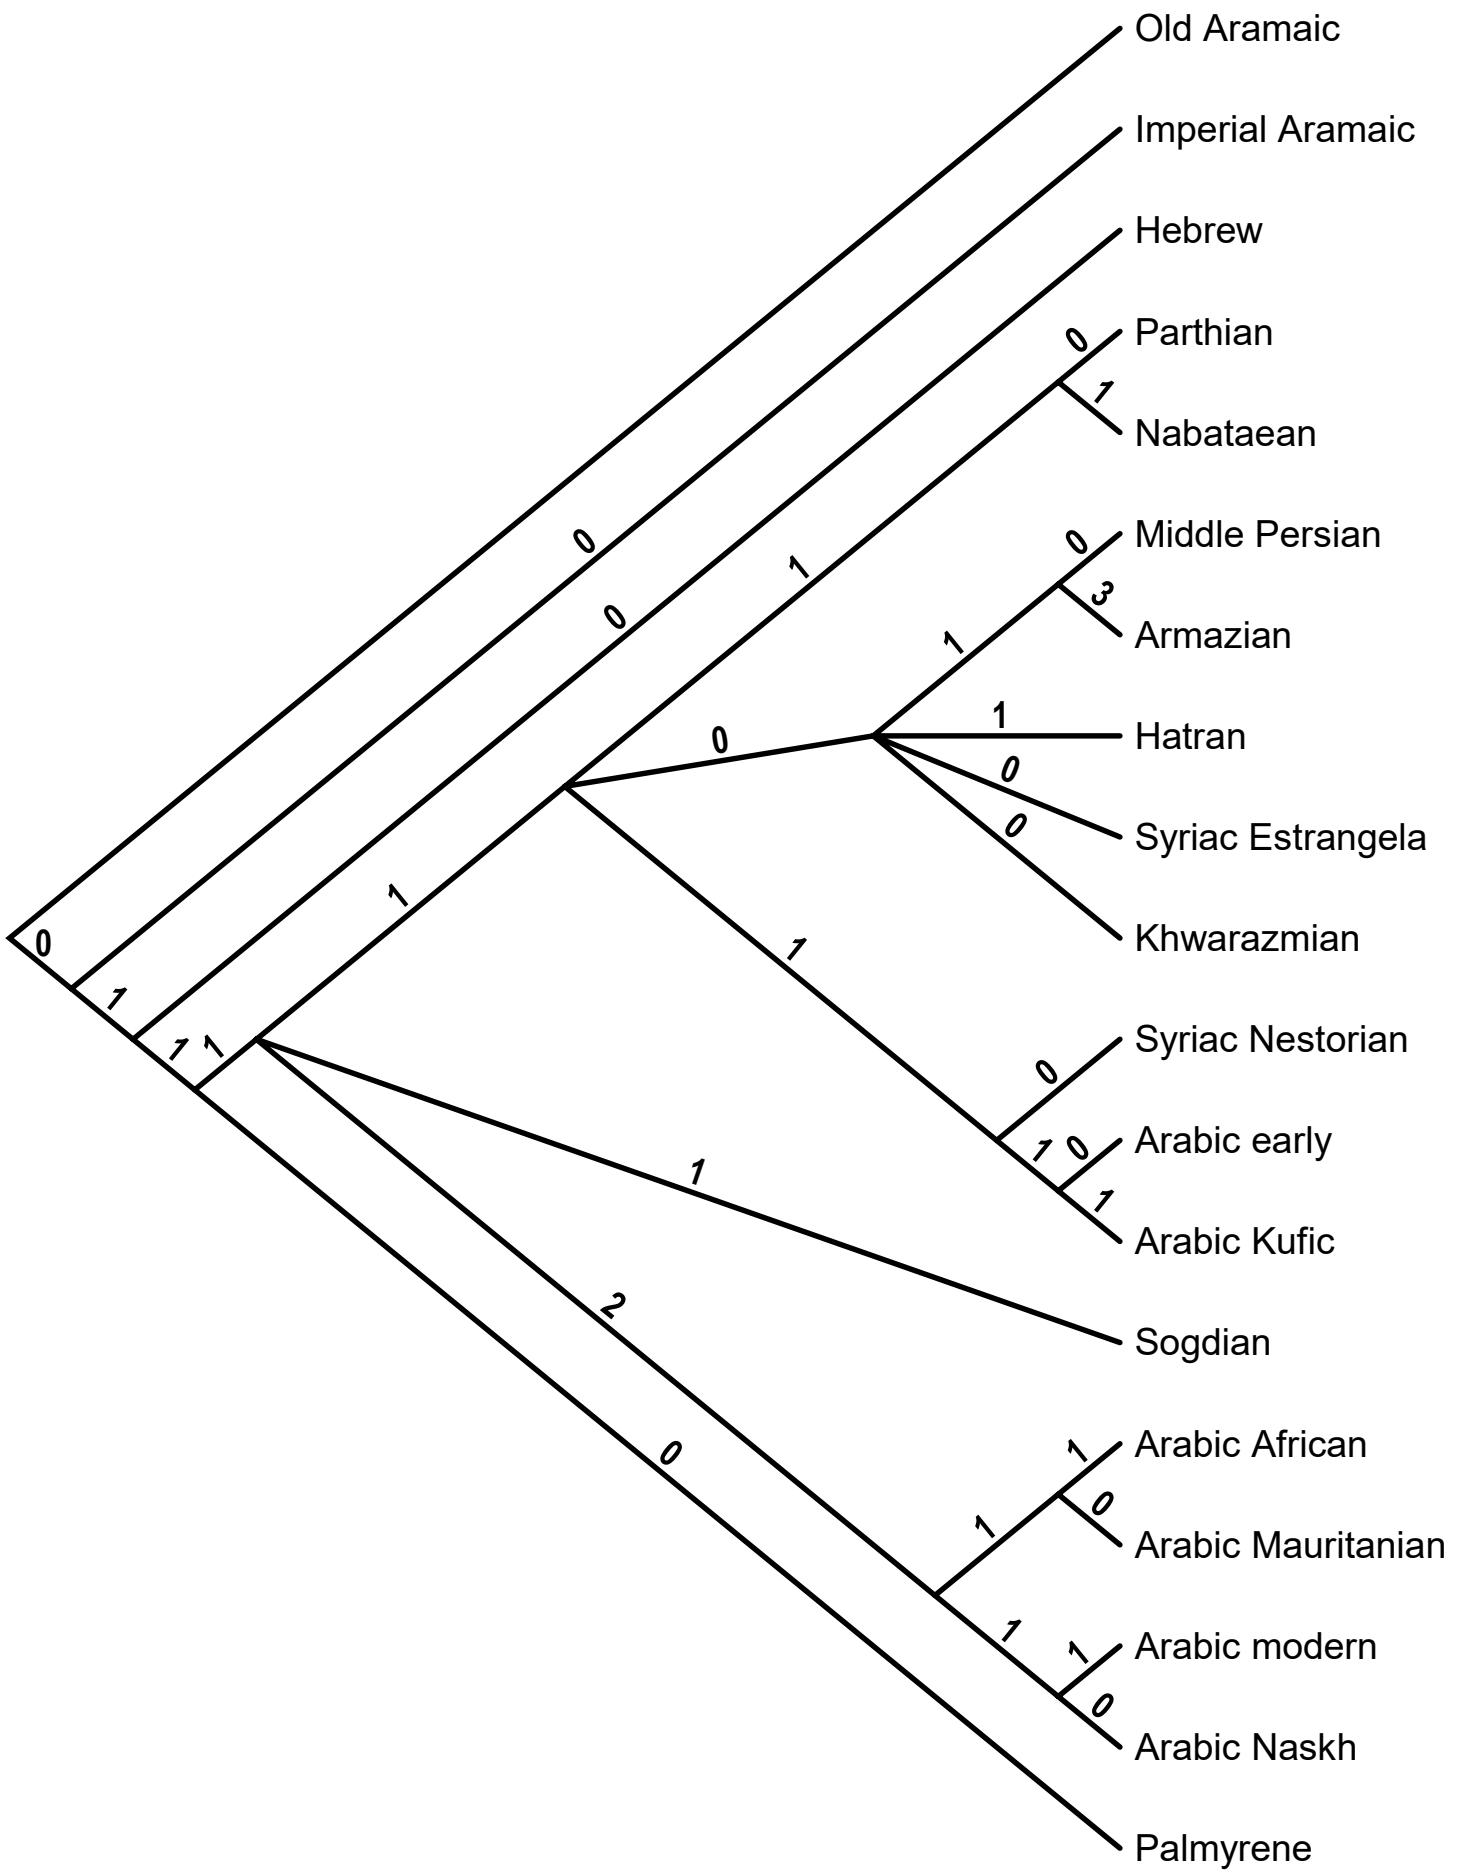 Old Aramaic
Imperial Aramaic
Hebrew
0
Parthian
1
Nabataean
0
Middle Persian
0
1
3
Armazian
0
1
1
Hatran
0
0
Syriac Estrangela
0
1
0
1
Khwarazmian
1
1
1
0
Syriac Nestorian
1
0
Arabic early
1
1
Arabic Kufic
2
Sogdian
1
Arabic African
0
1
0
Arabic Mauritanian
1
1
Arabic modern
0
Arabic Naskh
Palmyrene